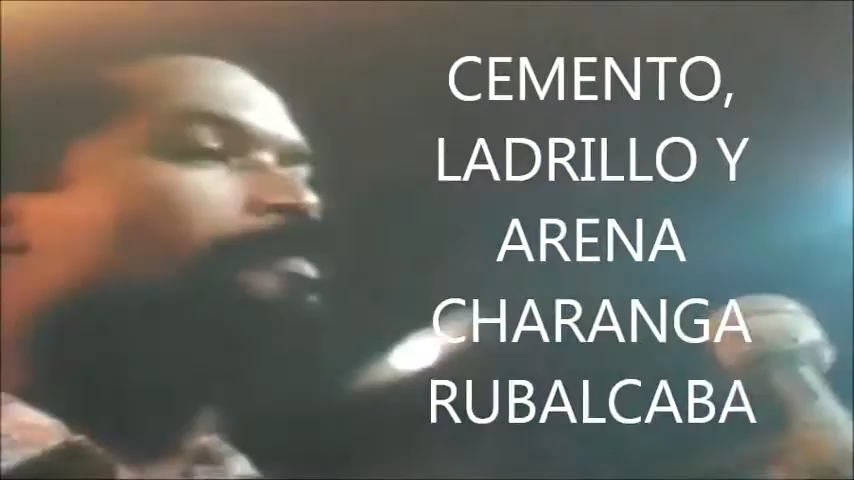 CEMENTO,
LADRILLO Y
ARENA
CHARANGA
RUBALCABA